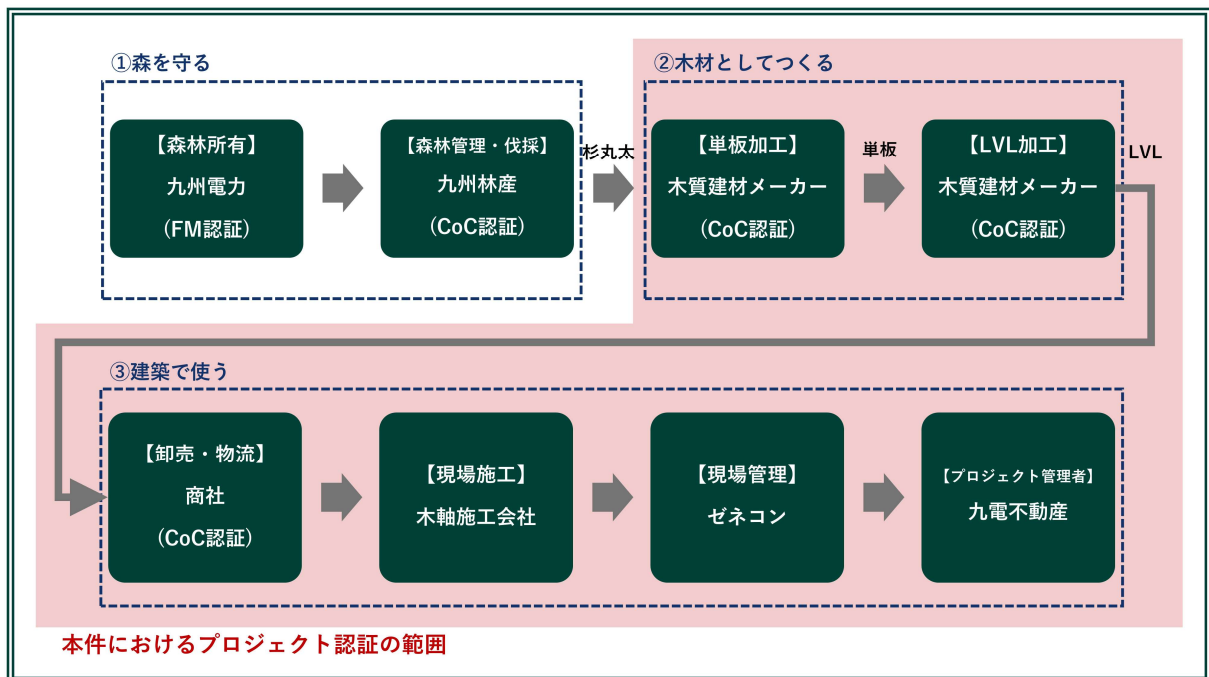 ①森を守る
【森林所有】
九州電力
(FM認証)
【森林管理・伐採】
九州林産
(CoC認証)
杉丸太
②木材としてつくる
【単板加工】
木質建材メーカー
(CoC認証)
単板
【LVL加工】
木質建材メーカー
(CoC認証)
LVL
③建築で使う
【卸売・物流】
商社
(CoC認証)
【現場施工】
木軸施工会社
【現場管理】
ゼネコン
【プロジェクト管理者】
九電不動産
本件におけるプロジェクト認証の範囲